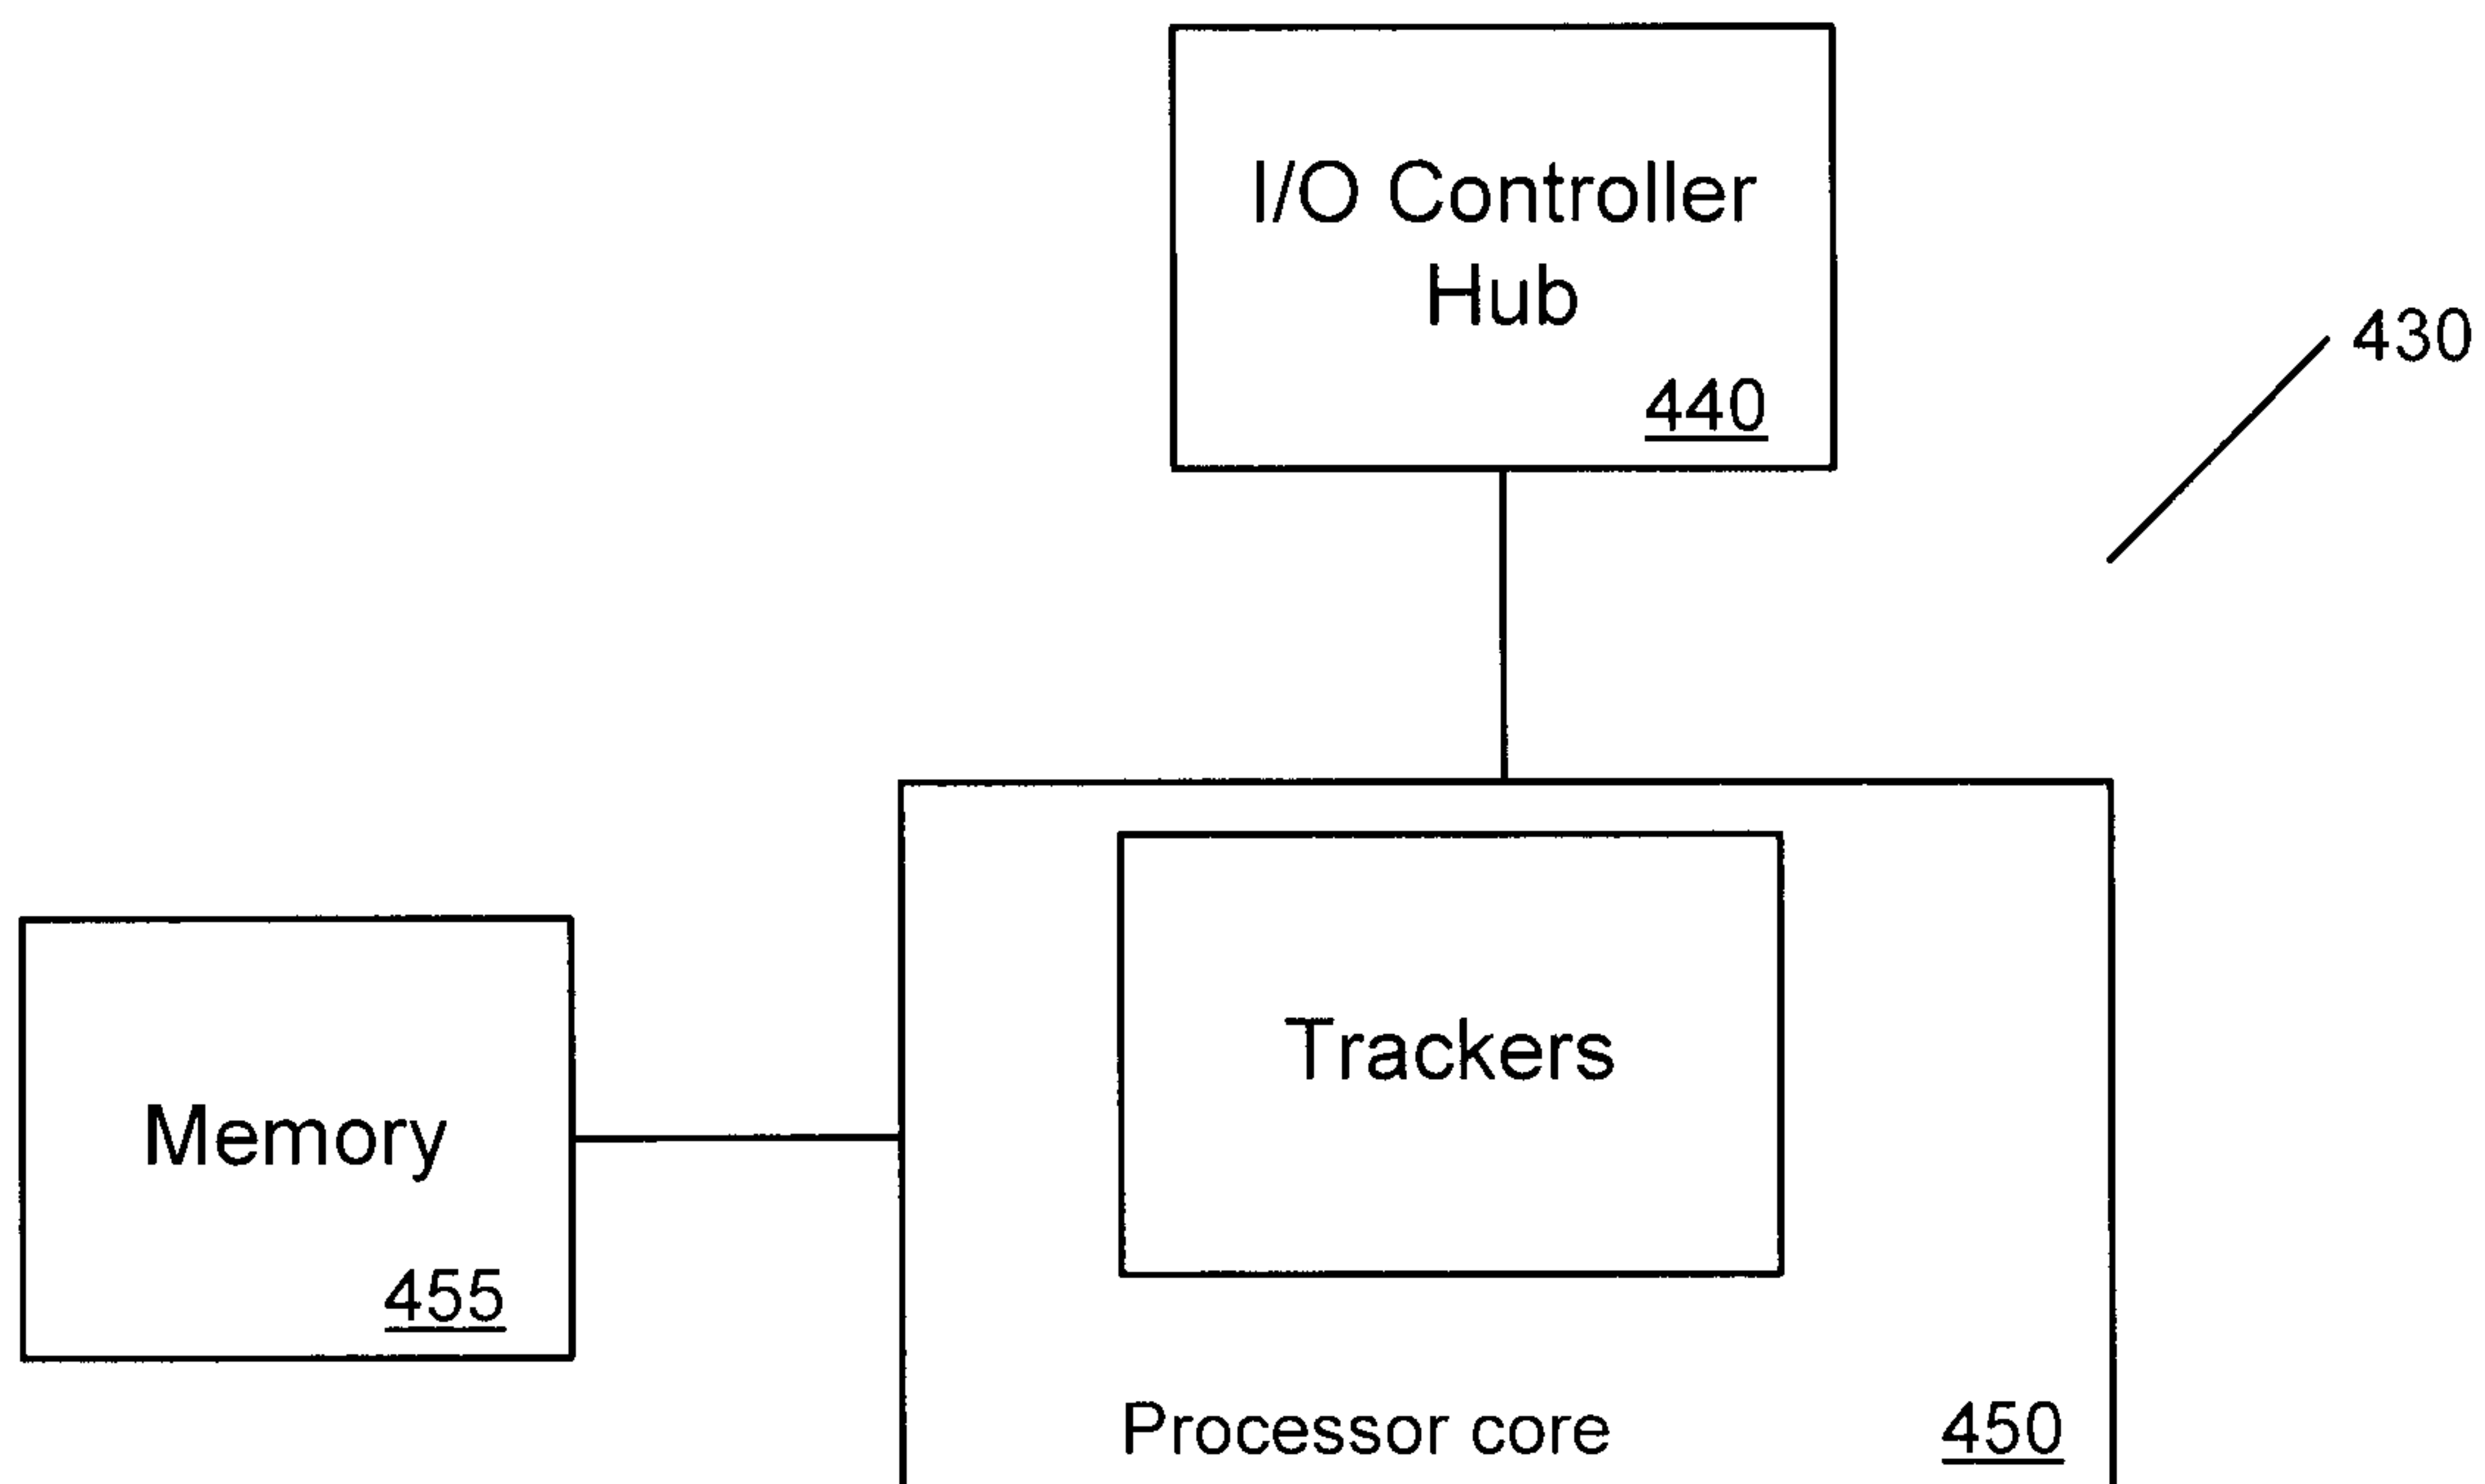 I/O Controller
Hub
440
430
Trackers
Memory
455
Processor core
450